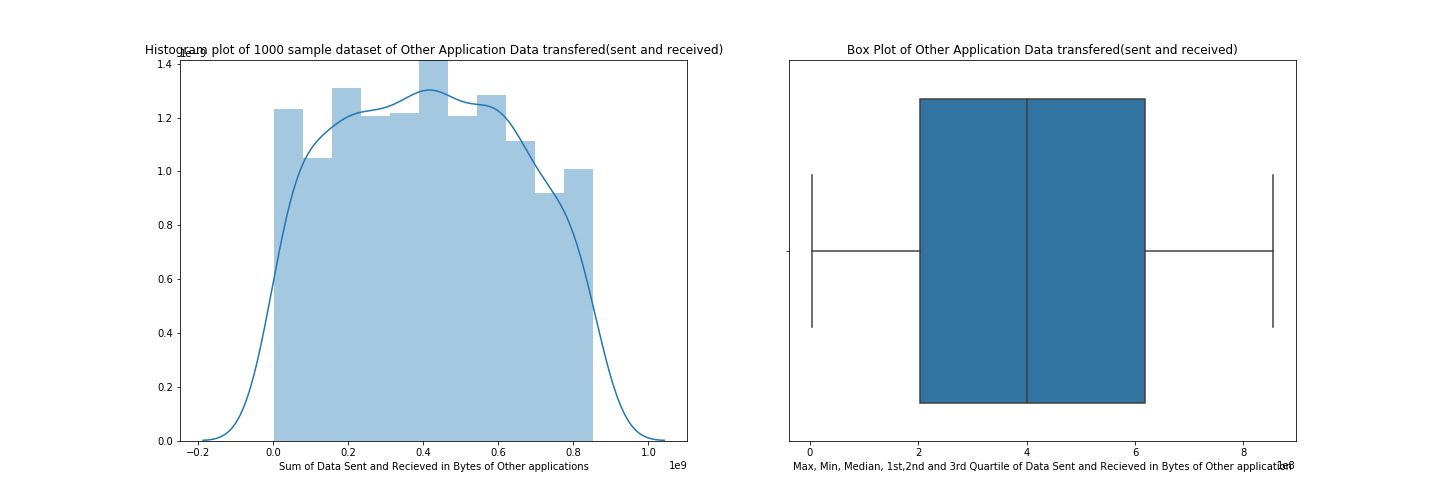 Histogram plot of 1000 sample dataset of Other Application Data transfered(sent and received)
1e−9
1.4
1.2
1.0
0.8
0.6
0.4
0.2
0.0
−0.2 0.0 0.2 0.4 0.6 0.8 1.0
1e9
Sum of Data Sent and Recieved in Bytes of Other applications
Box Plot of Other Application Data transfered(sent and received)
0 2 4 6 8
1e8
Max, Min, Median, 1st,2nd and 3rd Quartile of Data Sent and Recieved in Bytes of Other application